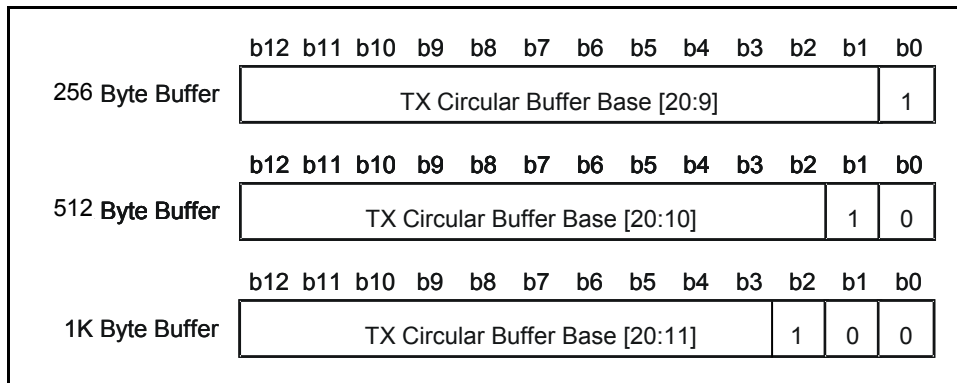 b12 b11 b10 b9 b8 b7 b6 b5 b4 b3 b2 b1 b0
256 Byte Buffer TX Circular Buffer Base [20:9] 1
b12 b11 b10 b9 b8 b7 b6 b5 b4 b3 b2 b1 b0
512 Byte Buffer TX Circular Buffer Base [20:10] 1 0
b12 b11 b10 b9 b8 b7 b6 b5 b4 b3 b2 b1 b0
1K Byte Buffer TX Circular Buffer Base [20:11] 1 0 0